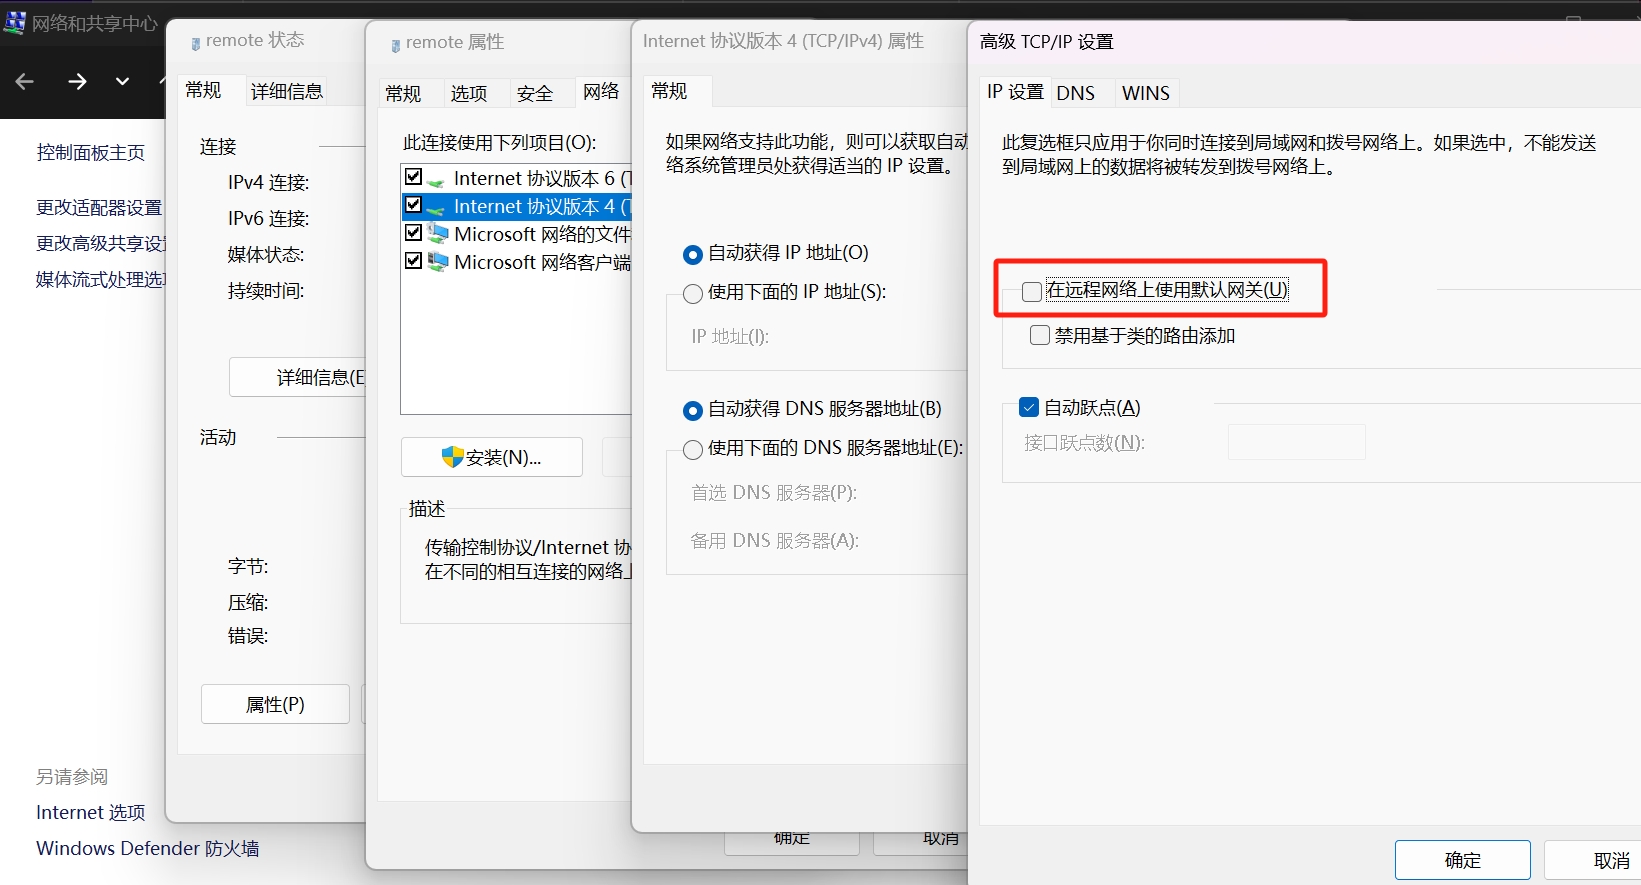 网络和共享中心
控制面板主页
更改适配器设置
更改高级共享设
媒体流式处理选
另请参阅
Internet 选项
Windows Defender 防火墙
remote 状态
常规
详细信息
连接
IPv4 连接:
IPv6 连接:
媒体状态:
持续时间:
详细信息(E
活动
字节:
压缩:
错误:
属性(P)
remote 属性
常规
选项
安全
网络
此连接使用下列项目(O):
Internet 协议版本 6 (T
Internet 协议版本 4 (T
Microsoft 网络的文件
Microsoft 网络客户端
安装(N)...
描述
传输控制协议/Internet 协
在不同的相互连接的网络上
确定
取消
Internet 协议版本 4 (TCP/IPv4) 属性
常规
如果网络支持此功能，则可以获取自动
络系统管理员处获得适当的 IP 设置。
自动获得 IP 地址(O)
使用下面的 IP 地址(S):
IP 地址(I):
自动获得 DNS 服务器地址(B)
使用下面的 DNS 服务器地址(E):
首选 DNS 服务器(P):
备用 DNS 服务器(A):
高级 TCP/IP 设置
IP 设置
DNS
WINS
此复选框只应用于你同时连接到局域网和拨号网络上。如果选中，不能发送
到局域网上的数据将被转发到拨号网络上。
在远程网络上使用默认网关(U)
禁用基于类的路由添加
自动跃点(A)
接口跃点数(N):
确定
取消